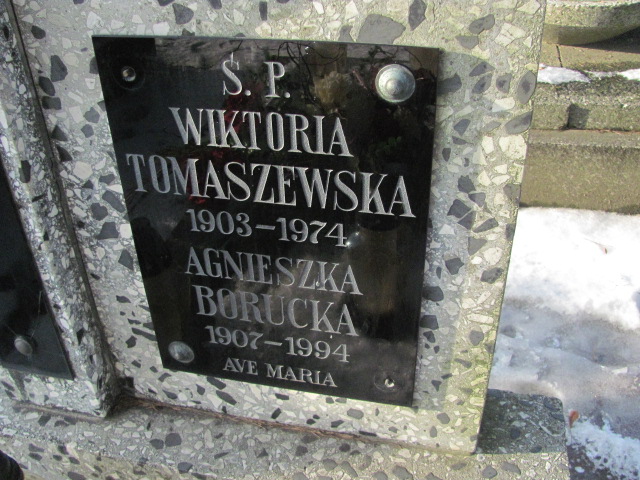 Ś. P.
WIKTORIA
TOMASZEWSKA
1903–1974
AGNIESZKA
BORUCKA
1907–1994
AVE MARIA